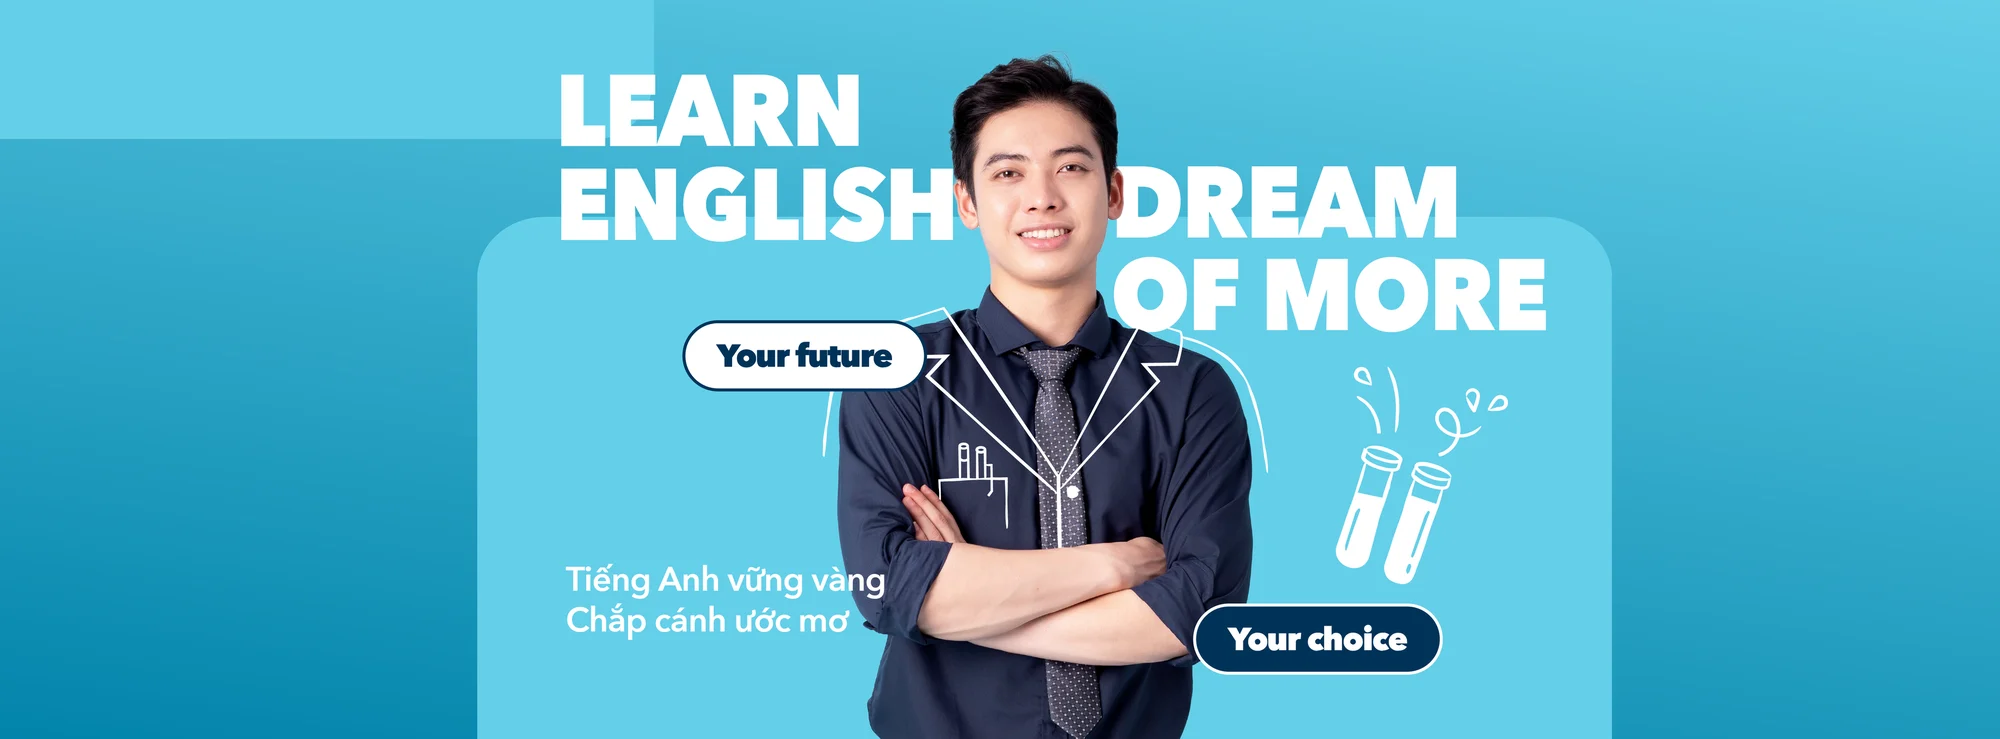 LEARN
ENGLISH
DREAM
OF MORE
Your future
Tiếng Anh vững vàng
Chắp cánh ước mơ
Your choice